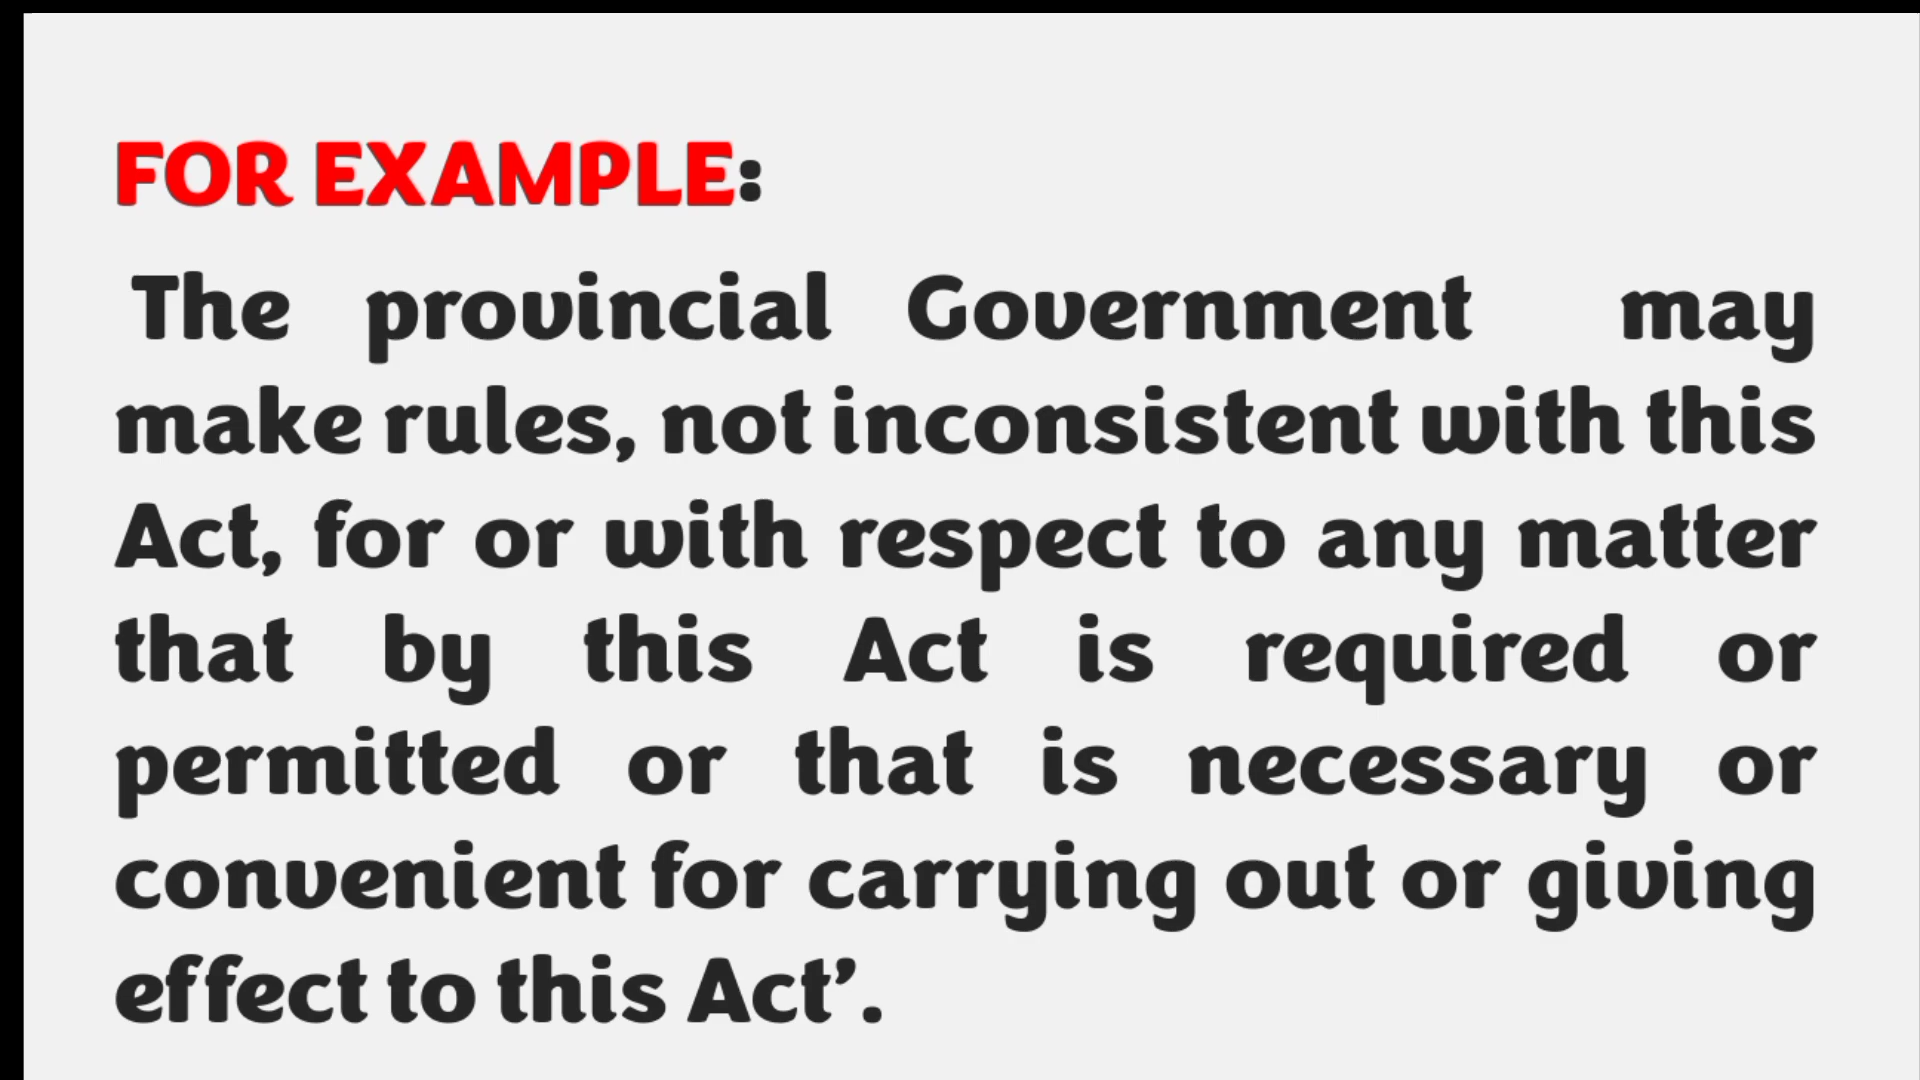 FOR EXAMPLE:
The provincial Government may
make rules, not inconsistent with this
Act, for or with respect to any matter
that by this Act is required or
permitted or that is necessary or
convenient for carrying out or giving
effect to this Act’.